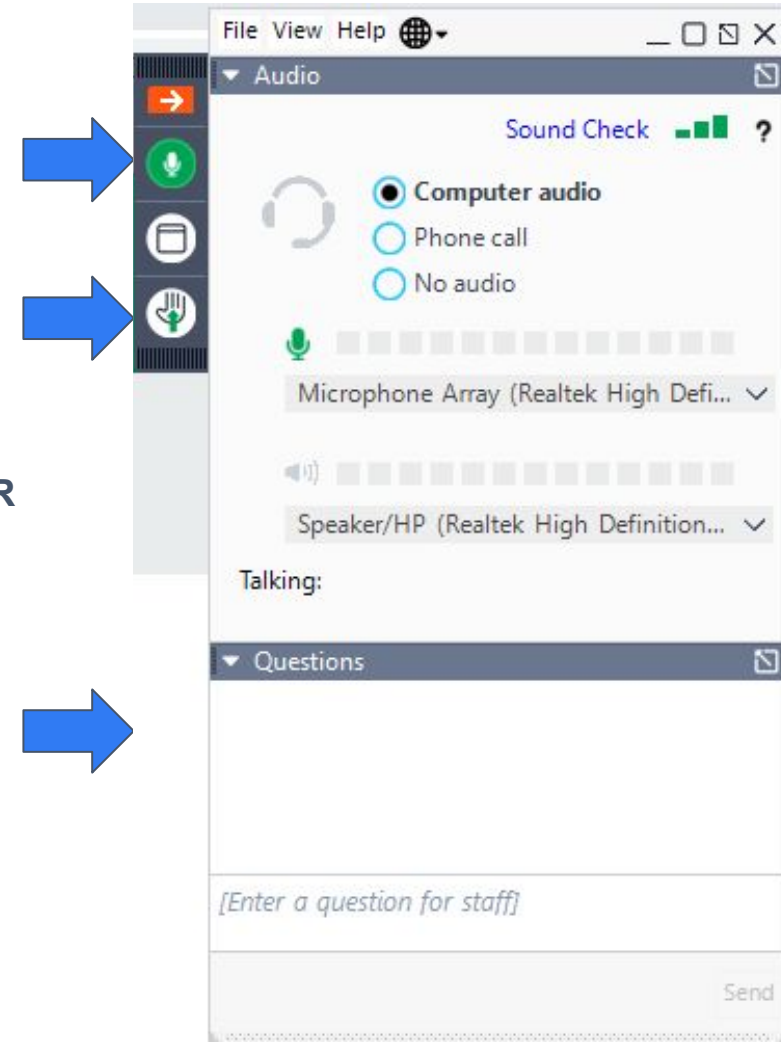 File View Help
Audio
Sound Check ?
Computer audio
Phone call
No audio
Microphone Array (Realtek High Defi...
R
Speaker/HP (Realtek High Definition...
Talking:
Questions
[Enter a question for staff]
Send